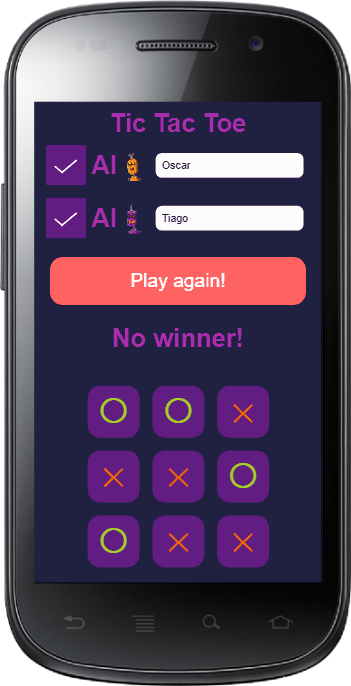 Tic Tac Toe
AI Oscar
AI Tiago
Play again!
No winner!
O O X
X X O
O X X